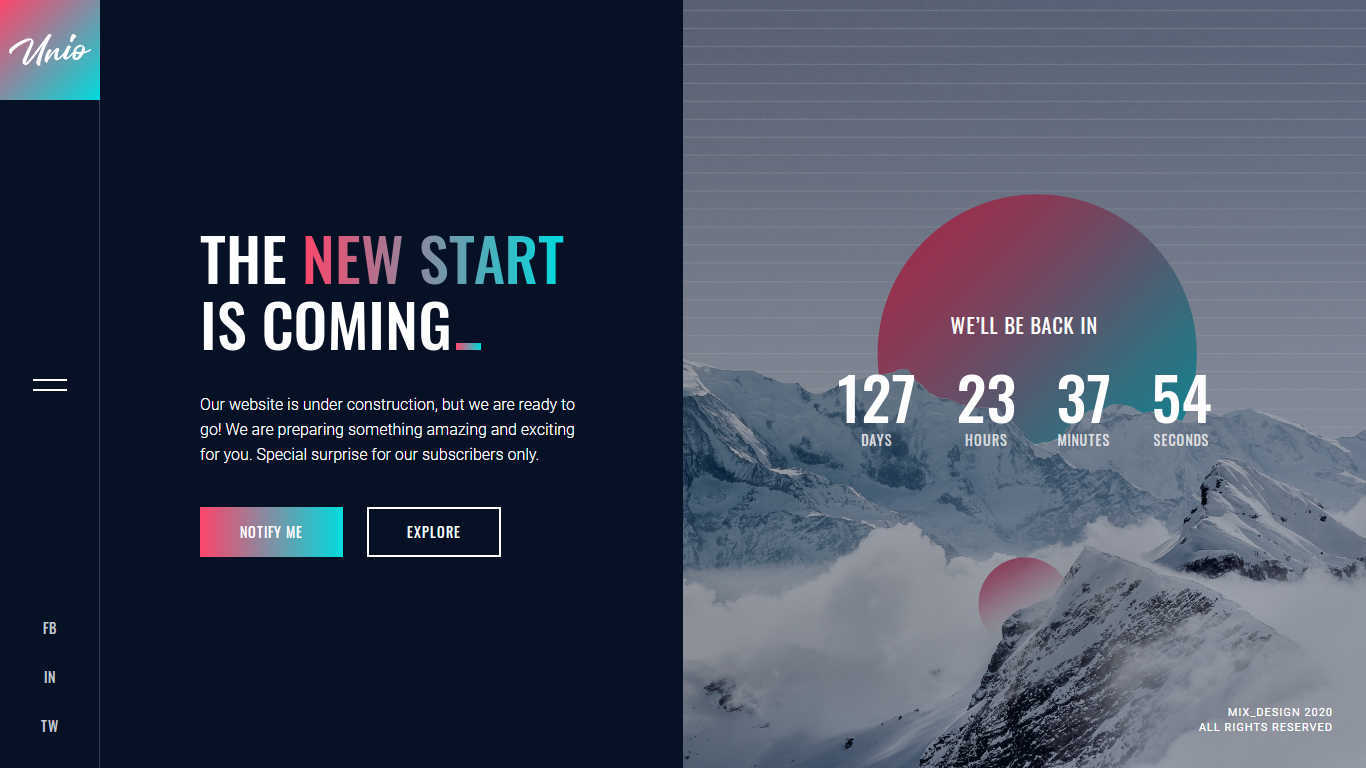 Unio
THE NEW START
IS COMING_
Our website is under construction, but we are ready to
go! We are preparing something amazing and exciting
for you. Special surprise for our subscribers only.
NOTIFY ME
EXPLORE
FB
IN
TW
WE'LL BE BACK IN
127 23 37 54
DAYS HOURS MINUTES SECONDS
MIX_DESIGN 2020
ALL RIGHTS RESERVED